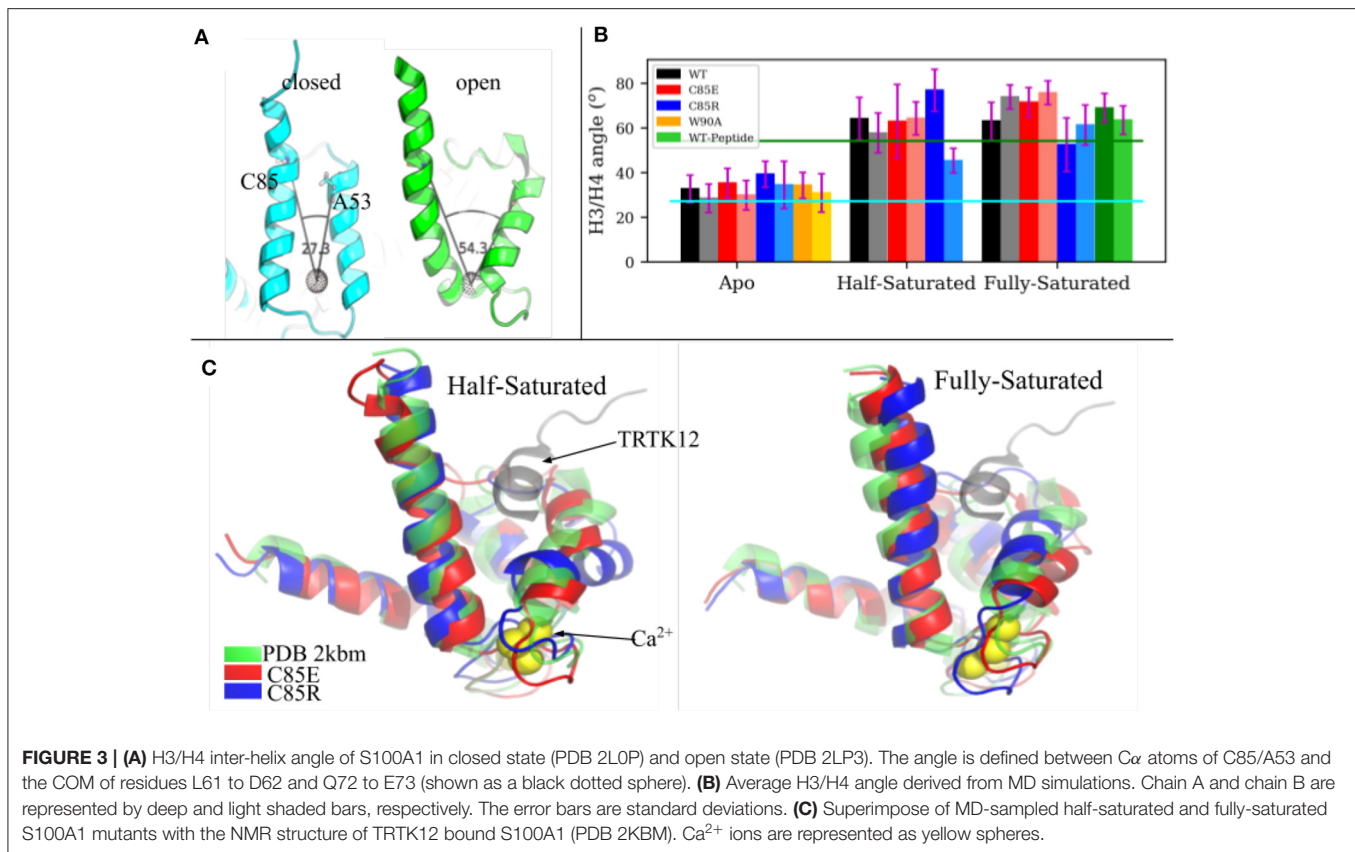 A
closed
open
C85
A53
27.3
54.3
B
H3/H4 angle (°)
80
60
40
20
0
WT
C85E
C85R
W90A
WT-Peptide
Apo
Half-Saturated
Fully-Saturated
C
Half-Saturated
Fully-Saturated
TRTK12
Ca²⁺
PDB 2kbm
C85E
C85R
FIGURE 3 | (A) H3/H4 inter-helix angle of S100A1 in closed state (PDB 2L0P) and open state (PDB 2LP3). The angle is defined between Cα atoms of C85/A53 and
the COM of residues L61 to D62 and Q72 to E73 (shown as a black dotted sphere). (B) Average H3/H4 angle derived from MD simulations. Chain A and chain B are
represented by deep and light shaded bars, respectively. The error bars are standard deviations. (C) Superimpose of MD-sampled half-saturated and fully-saturated
S100A1 mutants with the NMR structure of TRTK12 bound S100A1 (PDB 2KBM). Ca²⁺ ions are represented as yellow spheres.